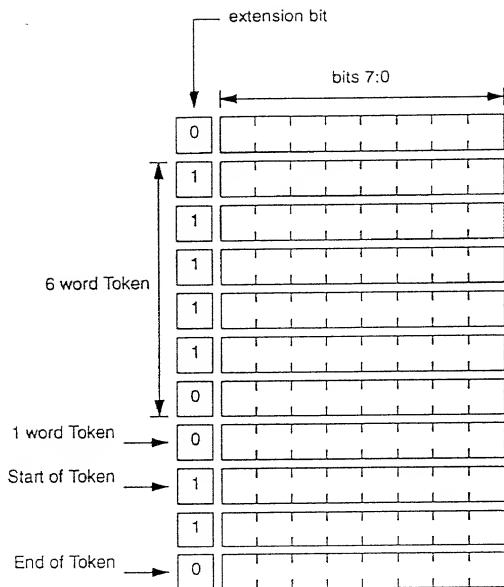 extension bit
bits 7:0
0
1
1
1
6 word Token
1
1
0
1 word Token
0
Start of Token
1
1
End of Token
0